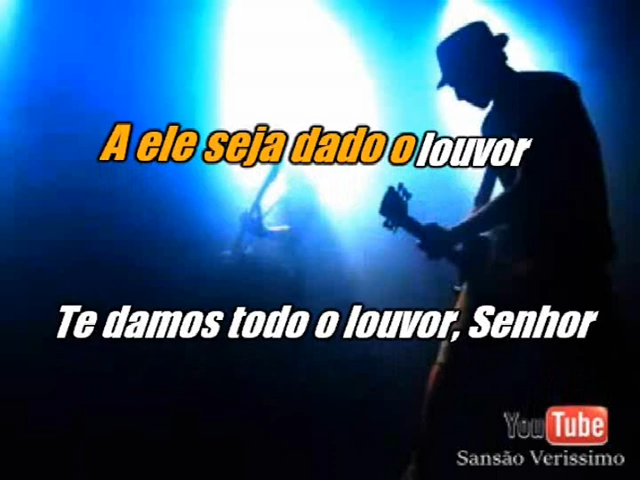 A ele seja dado o louvor
Te damos todo o louvor, Senhor
YouTube
Sansão Verissimo